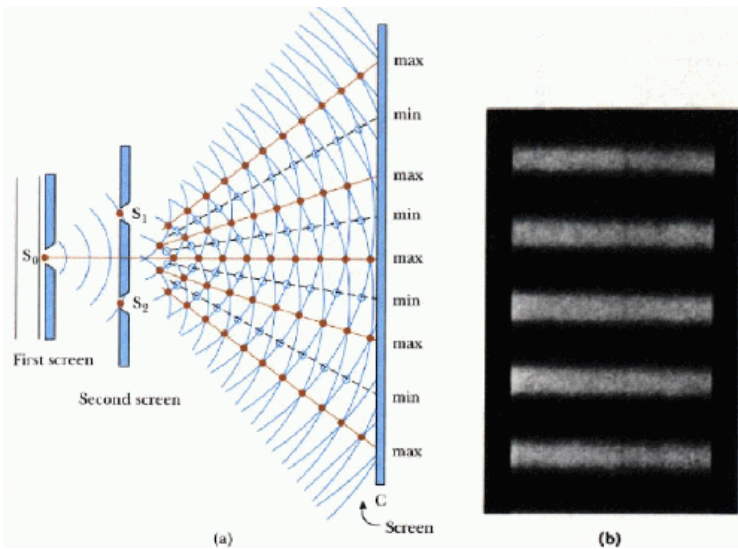 max
min
max
min
max
min
max
min
max
S₀
S₁
S₂
First screen
Second screen
C
Screen
(a)
(b)